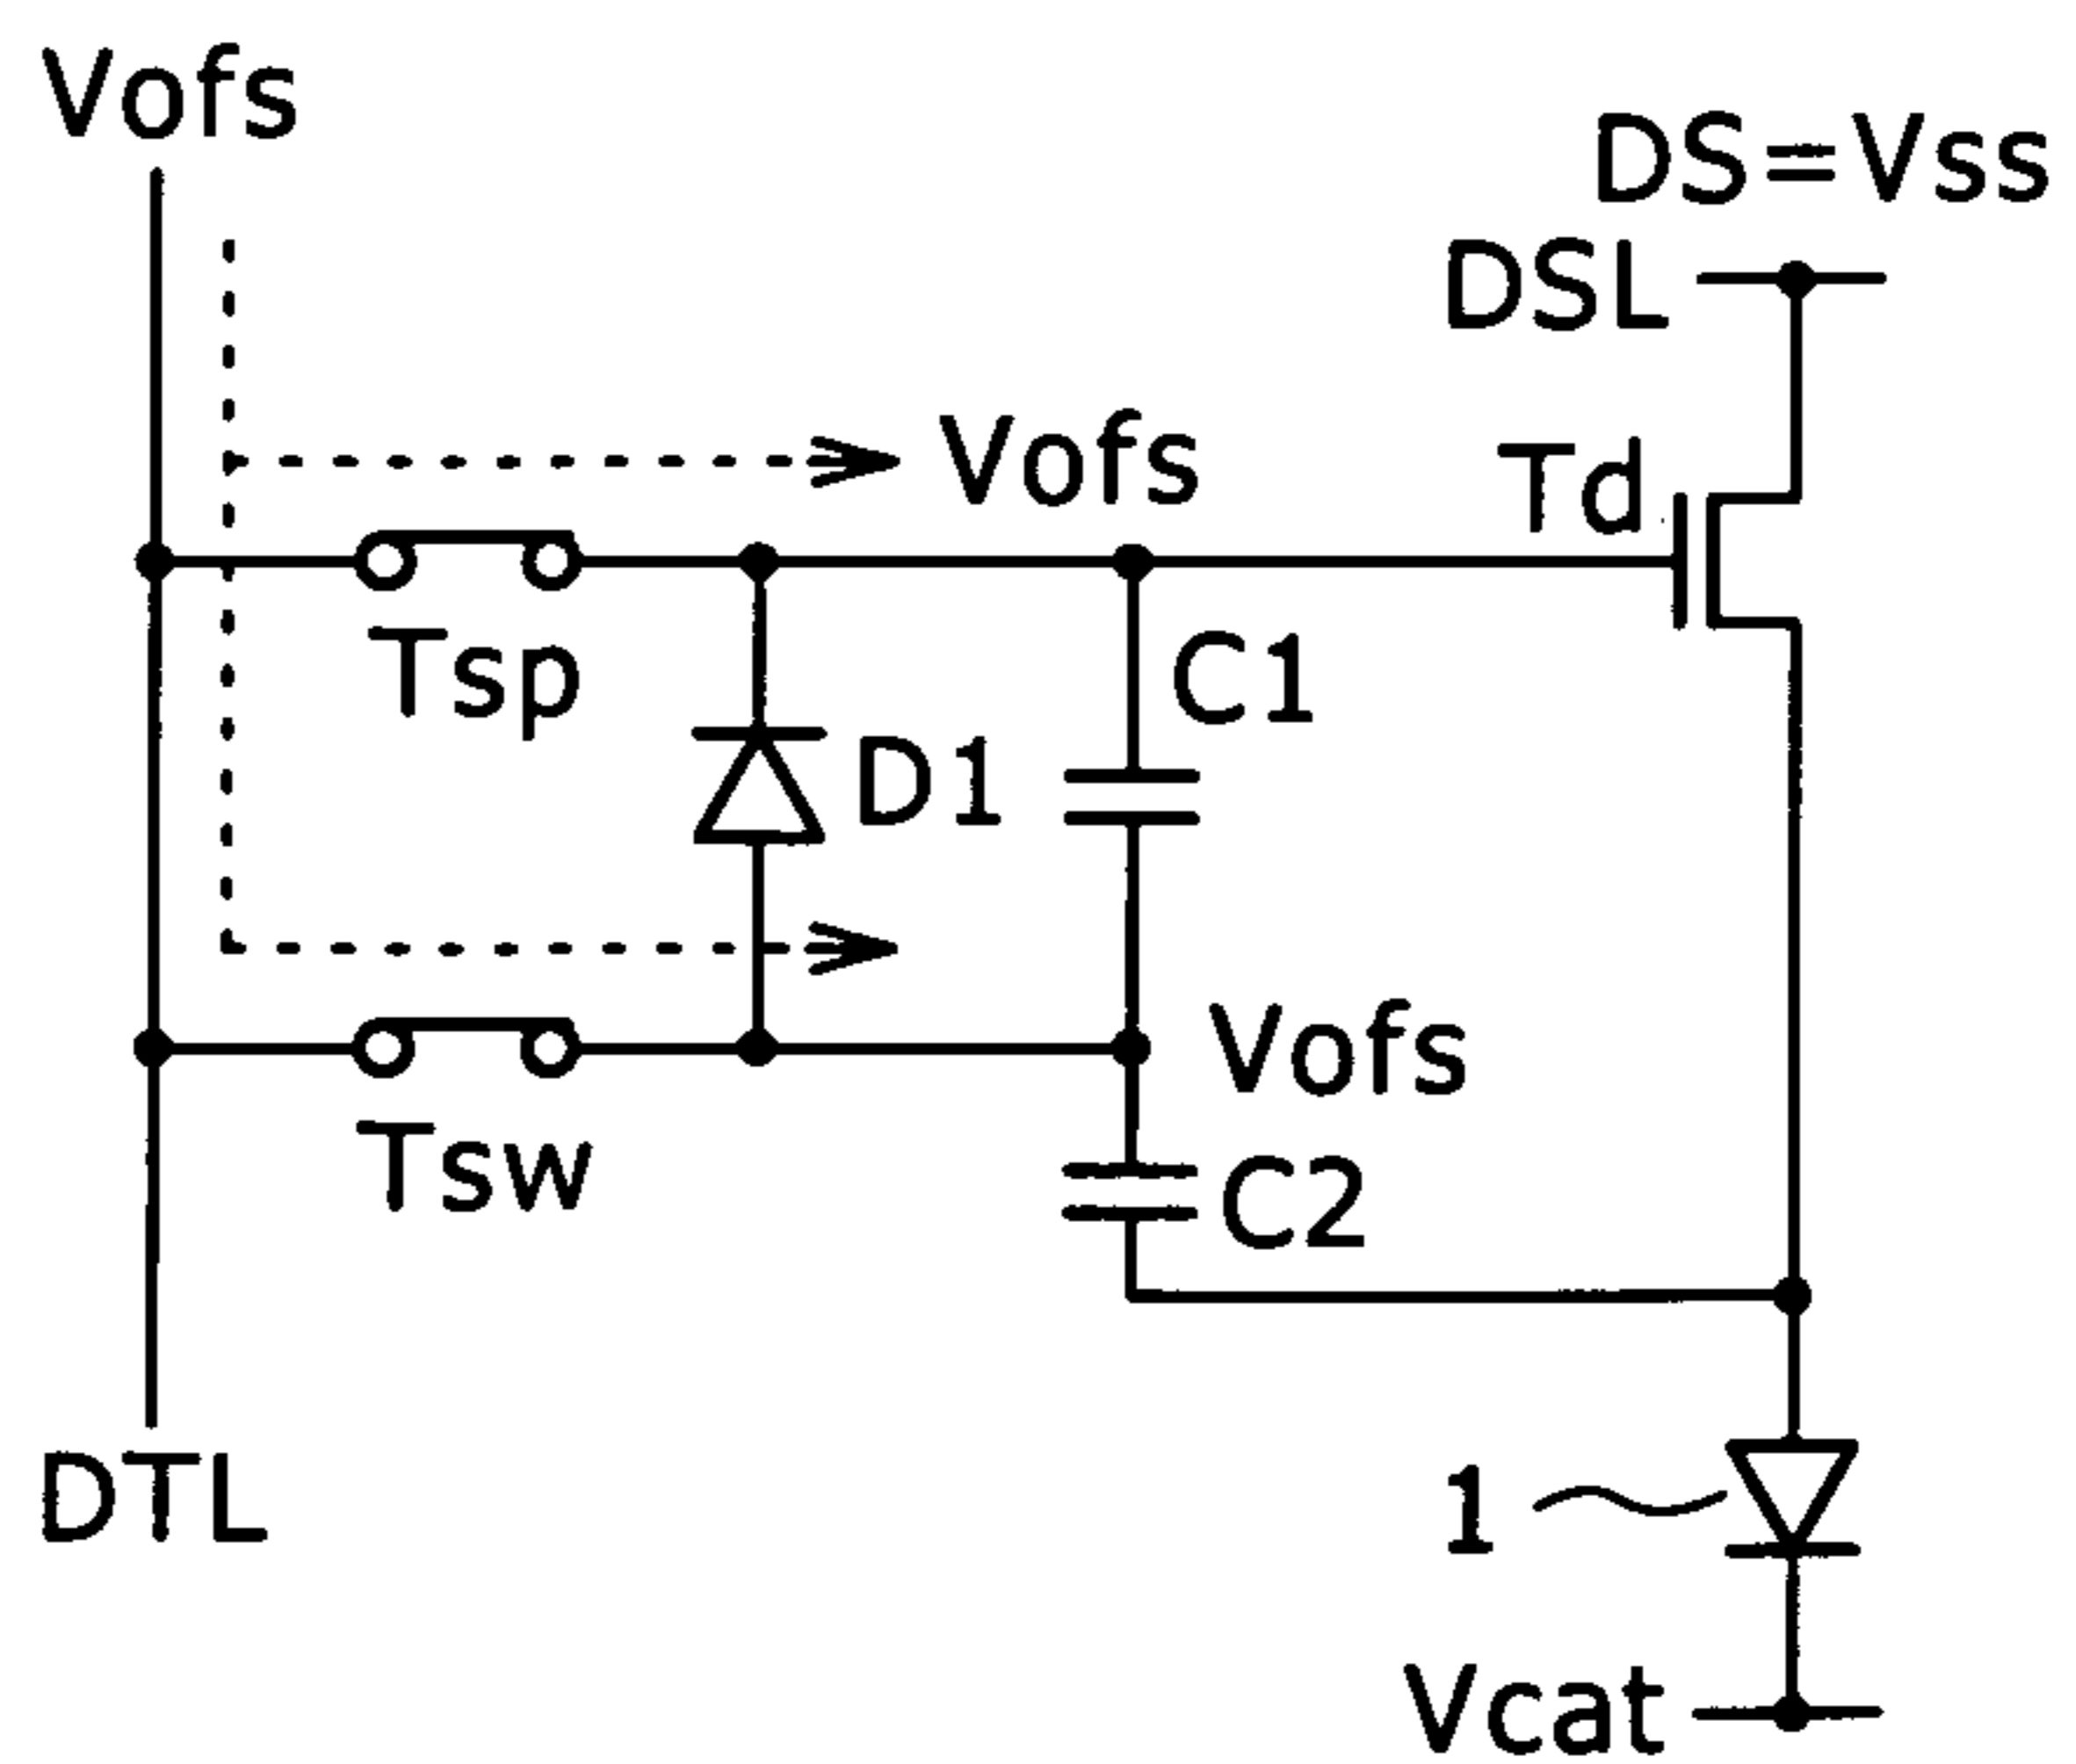 Vofs
DS=Vss
DSL
Vofs
Td
Tsp
C1
D1
Vofs
Tsw
C2
DTL
1
Vcat